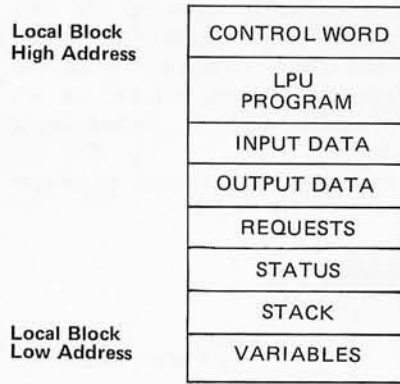 Local Block
High Address
CONTROL WORD
LPU
PROGRAM
INPUT DATA
OUTPUT DATA
REQUESTS
STATUS
STACK
Local Block
Low Address
VARIABLES